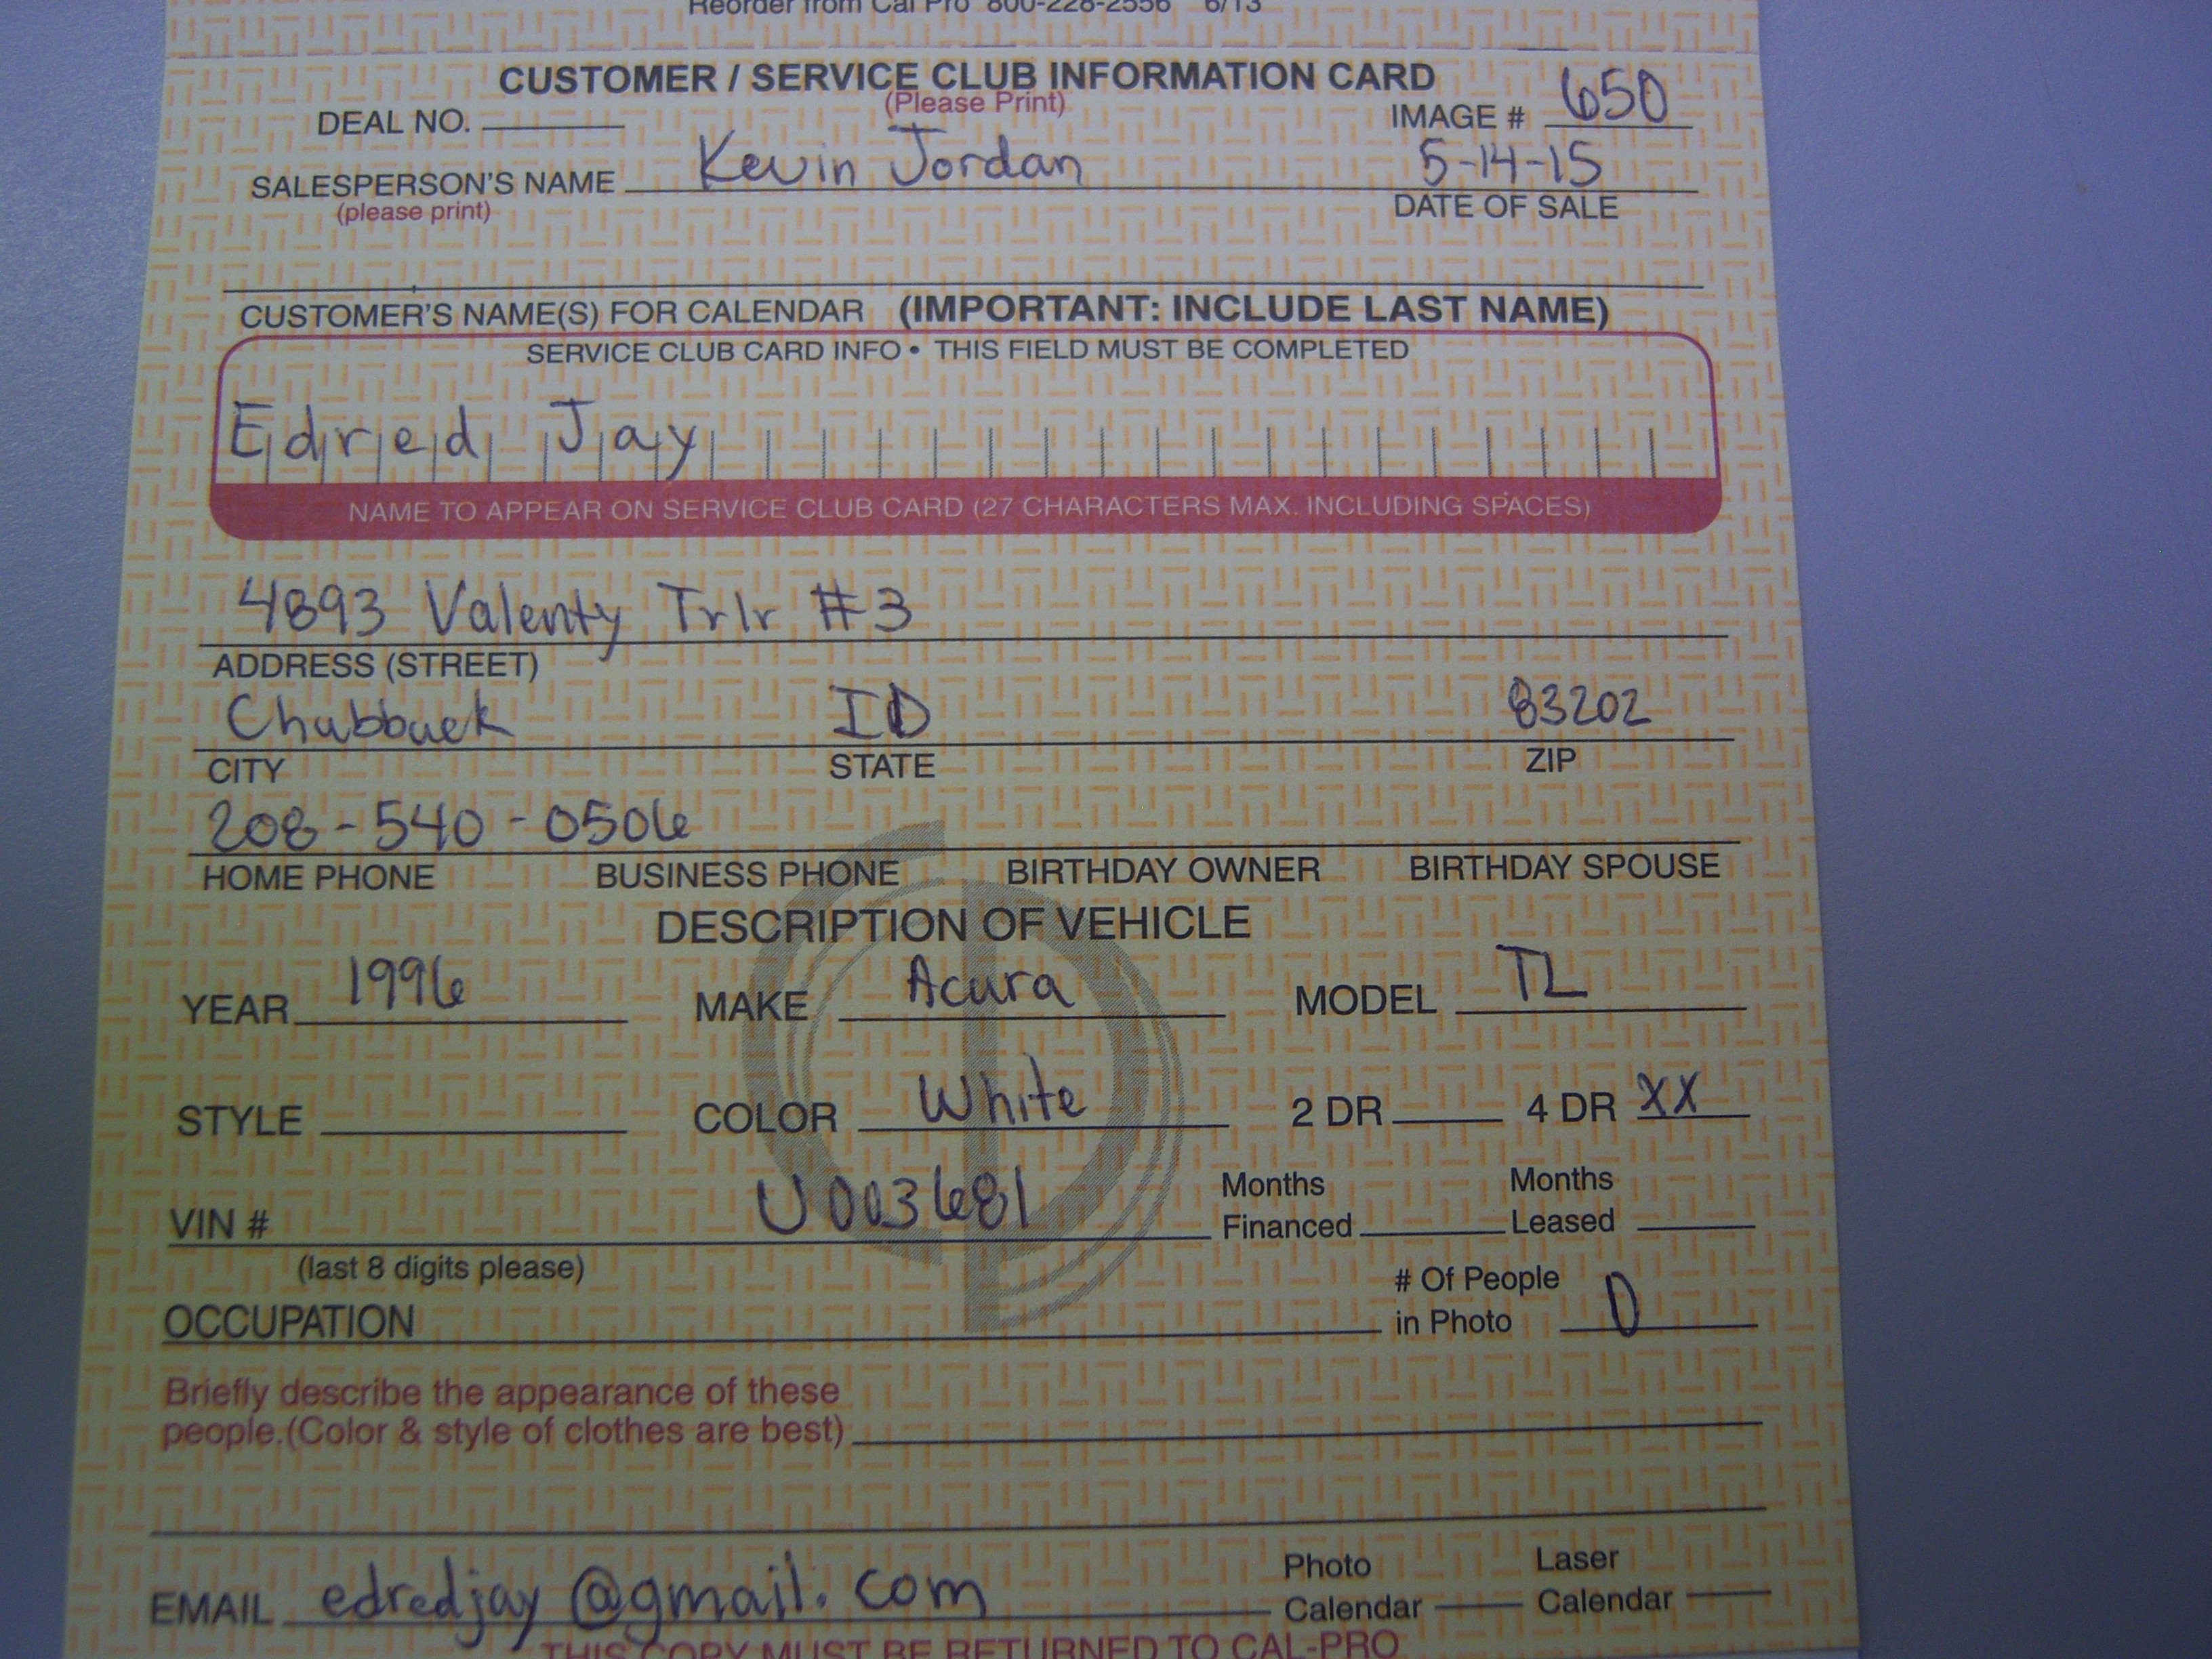 Reorder from Cal Pro 800-228-2556 6/13
CUSTOMER / SERVICE CLUB INFORMATION CARD
(Please Print)
DEAL NO. IMAGE # 650
SALESPERSON'S NAME Kevin Jordan 5-14-15
(please print) DATE OF SALE
CUSTOMER'S NAME(S) FOR CALENDAR (IMPORTANT: INCLUDE LAST NAME)
SERVICE CLUB CARD INFO • THIS FIELD MUST BE COMPLETED
Edred Jay
NAME TO APPEAR ON SERVICE CLUB CARD (27 CHARACTERS MAX. INCLUDING SPACES)
4893 Valenty Trlr #3
ADDRESS (STREET)
Chubbuck ID 83202
CITY STATE ZIP
208-540-0506
HOME PHONE BUSINESS PHONE BIRTHDAY OWNER BIRTHDAY SPOUSE
DESCRIPTION OF VEHICLE
YEAR 1996 MAKE Acura MODEL TL
STYLE COLOR White 2 DR 4 DR XX
VIN # U003681 Months Financed Months Leased
(last 8 digits please)
OCCUPATION # Of People in Photo 0
Briefly describe the appearance of these
people.(Color & style of clothes are best)
EMAIL edredjay@gmail.com Photo Calendar Laser Calendar
THIS COPY MUST BE RETURNED TO CAL-PRO